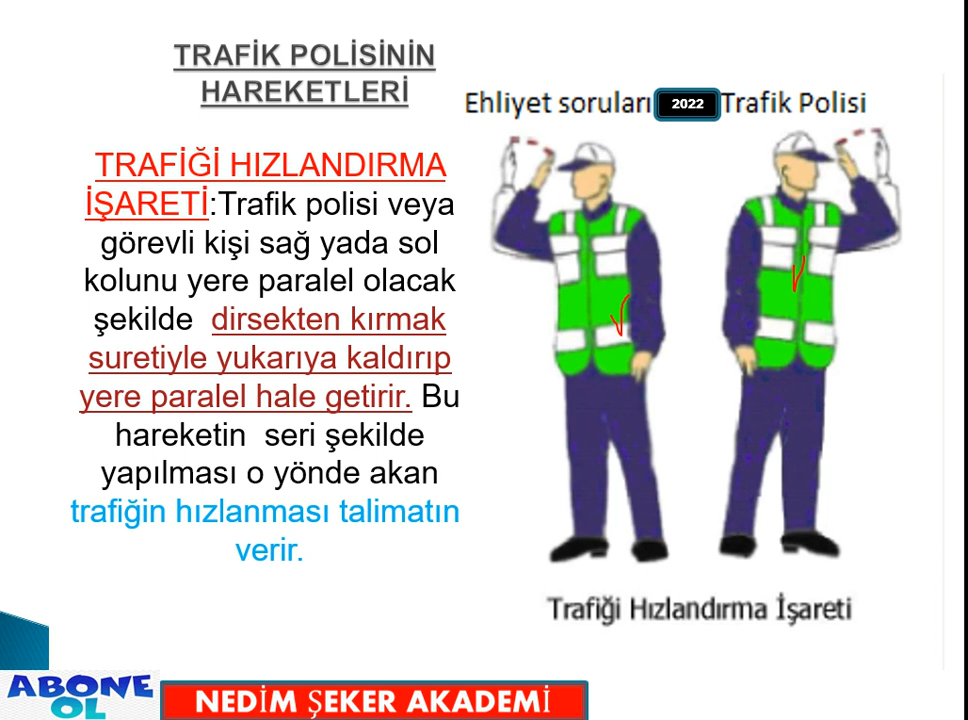 TRAFİK POLİSİNİN
HAREKETLERİ
TRAFİĞİ HIZLANDIRMA
İŞARETİ:Trafik polisi veya
görevli kişi sağ yada sol
kolunu yere paralel olacak
şekilde dirsekten kırmak
suretiyle yukarıya kaldırıp
yere paralel hale getirir. Bu
hareketin seri şekilde
yapılması o yönde akan
trafiğin hızlanması talimatın
verir.
Ehliyet soruları 2022 Trafik Polisi
Trafiği Hızlandırma İşareti
ABONE
OL
NEDİM ŞEKER AKADEMİ